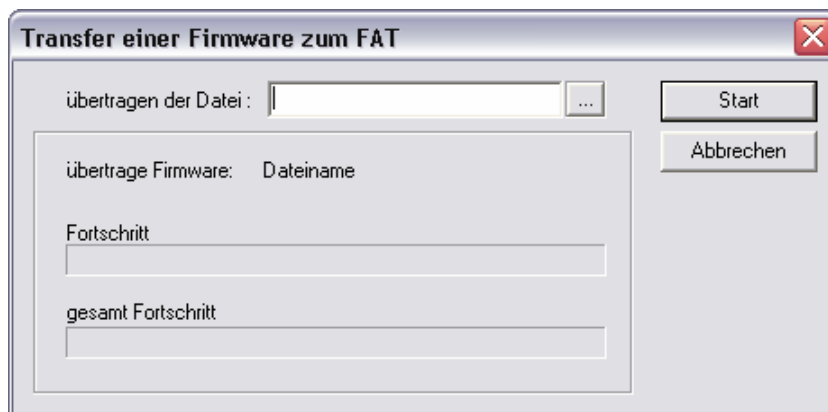 Transfer einer Firmware zum FAT
übertragen der Datei :
...
Start
Abbrechen
übertrage Firmware: Dateiname
Fortschritt
gesamt Fortschritt